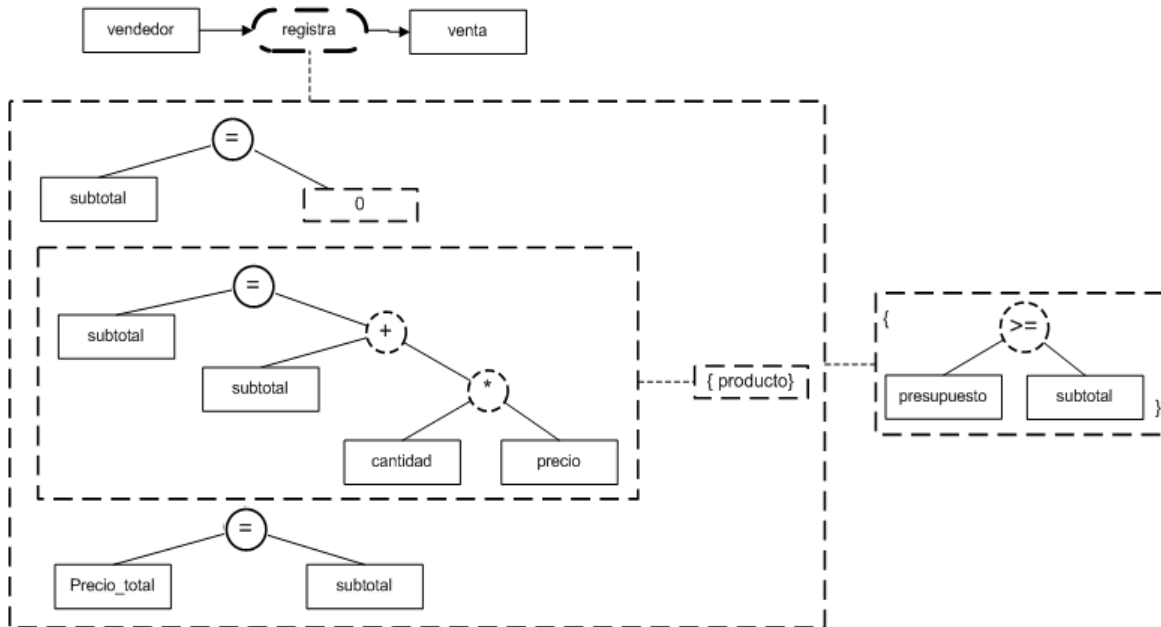 vendedor
registra
venta
=
subtotal
0
=
subtotal
+
subtotal
*
cantidad
precio
{ producto}
{
>=
presupuesto
subtotal
}
=
Precio_total
subtotal